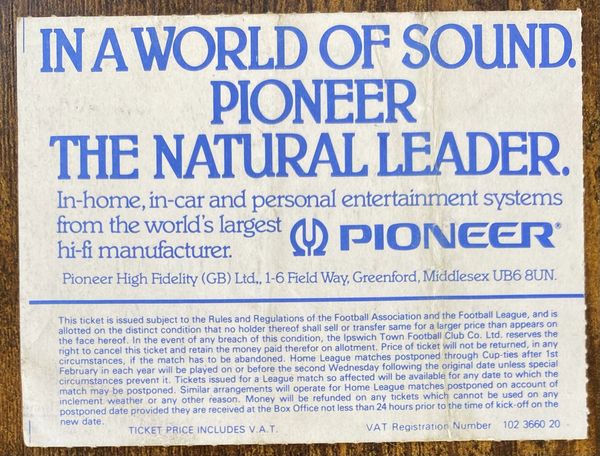 IN A WORLD OF SOUND.
PIONEER
THE NATURAL LEADER.
In-home, in-car and personal entertainment systems
from the world's largest
hi-fi manufacturer.
PIONEER®
Pioneer High Fidelity (GB) Ltd,, 1-6 Field Way, Greenford, Middlesex UB6 8UN.
This ticket is issued subject to the Rules and Regulations of the Football Association and the Football League, and is
allotted on the distinct condition that no holder thereof shall sell or transfer same for a larger price than appears on
the face hereof. In the event of any breach of this condition, the Ipswich Town Football Club Co. Ltd. reserves the
right to cancel this ticket and retain the money paid therefor on allotment. Price of ticket will not be returned, in any
circumstances, if the match has to be abandoned. Home League matches postponed through Cup-ties after 1st
February in each year will be played on or before the second Wednesday following the original date unless special
circumstances prevent it. Tickets issued for a League match so affected will be available for any date to which the
match may be postponed. Similar arrangements will operate for Home League matches postponed on account of
inclement weather or any other reason. Money will be refunded on any tickets which cannot be used on any
postponed date provided they are received at the Box Office not less than 24 hours prior to the time of kick-off on the
new date.
TICKET PRICE INCLUDES V.A.T.
VAT Registration Number 102 3660 20